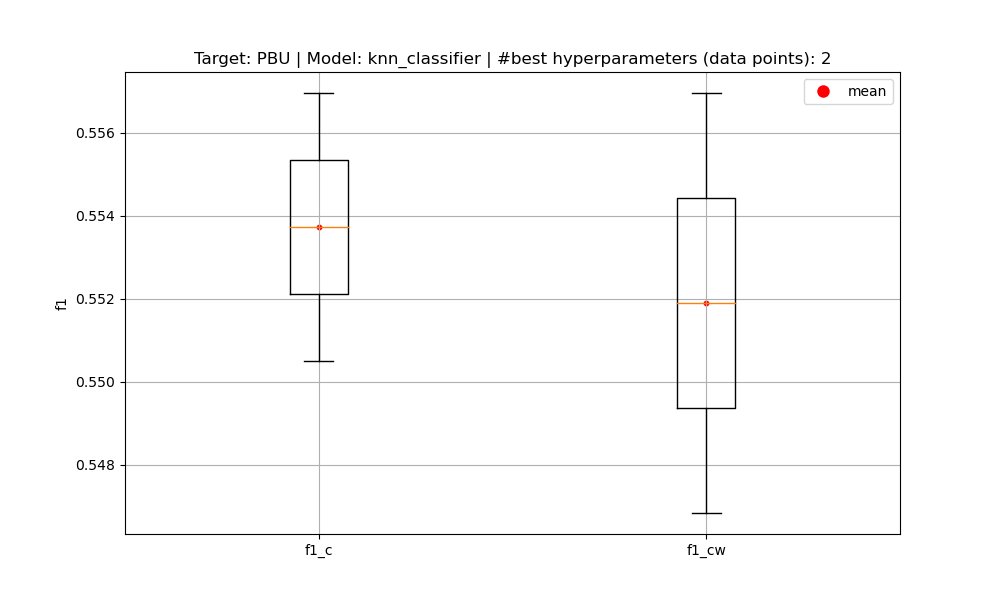 Target: PBU | Model: knn_classifier | #best hyperparameters (data points): 2
mean
0.556
0.554
0.552
0.550
0.548
f1
f1_c
f1_cw